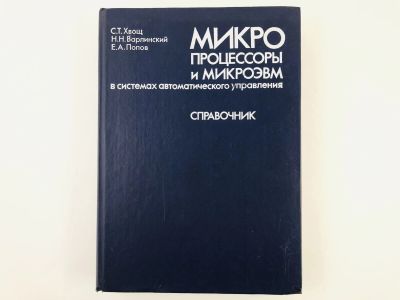 С.Т. Хвощ
Н.Н. Варлинский
Е.А. Попов
МИКРО
ПРОЦЕССОРЫ
И МИКРОЭВМ
В СИСТЕМАХ АВТОМАТИЧЕСКОГО УПРАВЛЕНИЯ
СПРАВОЧНИК